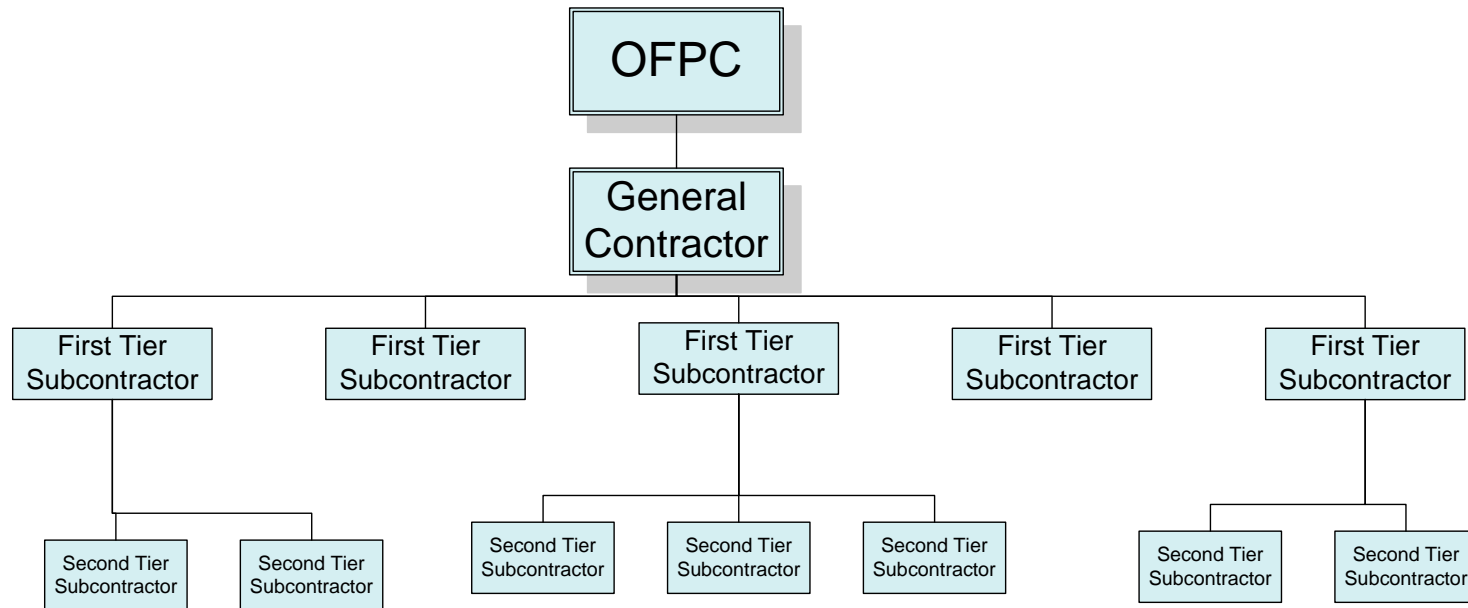 OFPC
General
Contractor
First Tier
Subcontractor
First Tier
Subcontractor
First Tier
Subcontractor
First Tier
Subcontractor
First Tier
Subcontractor
Second Tier
Subcontractor
Second Tier
Subcontractor
Second Tier
Subcontractor
Second Tier
Subcontractor
Second Tier
Subcontractor
Second Tier
Subcontractor
Second Tier
Subcontractor